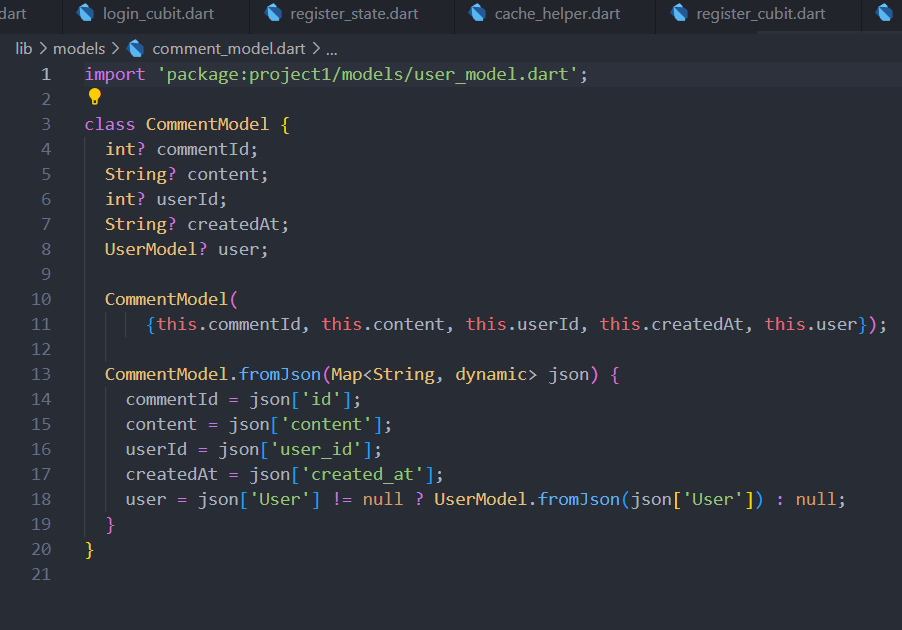 dart login_cubit.dart register_state.dart cache_helper.dart register_cubit.dart
lib > models > comment_model.dart > ...
1 import 'package:project1/models/user_model.dart';
2
3 class CommentModel {
4 int? commentId;
5 String? content;
6 int? userId;
7 String? createdAt;
8 UserModel? user;
9
10 CommentModel(
11 {this.commentId, this.content, this.userId, this.createdAt, this.user});
12
13 CommentModel.fromJson(Map<String, dynamic> json) {
14 commentId = json['id'];
15 content = json['content'];
16 userId = json['user_id'];
17 createdAt = json['created_at'];
18 user = json['User'] != null ? UserModel.fromJson(json['User']) : null;
19 }
20 }
21